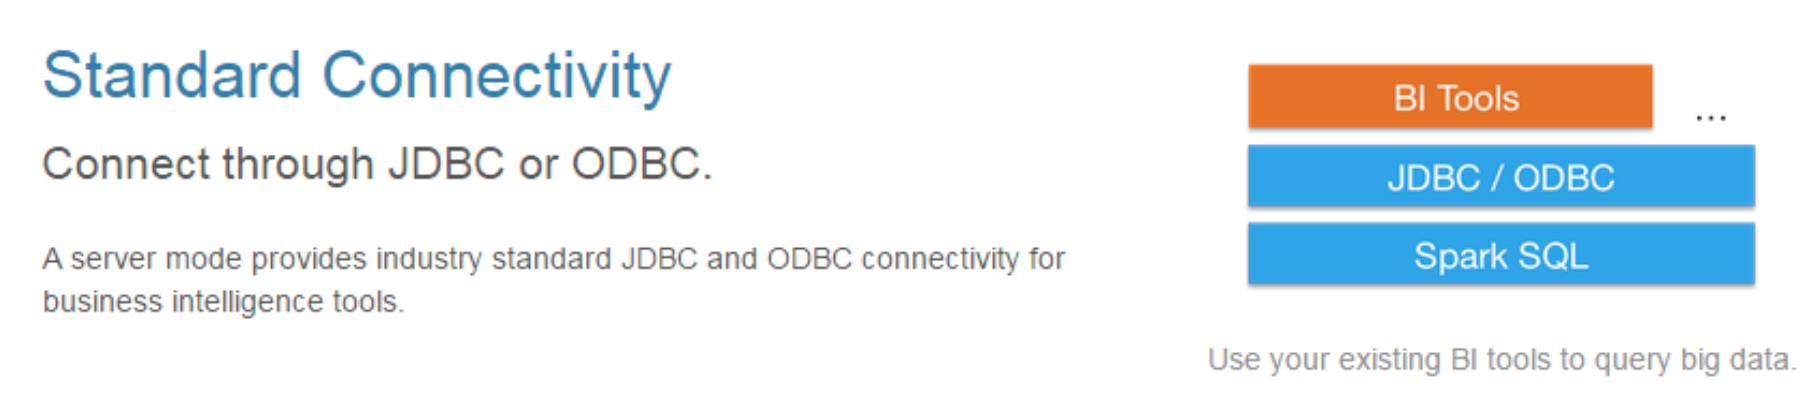 Standard Connectivity
Connect through JDBC or ODBC.
A server mode provides industry standard JDBC and ODBC connectivity for
business intelligence tools.
BI Tools
...
JDBC / ODBC
Spark SQL
Use your existing BI tools to query big data.